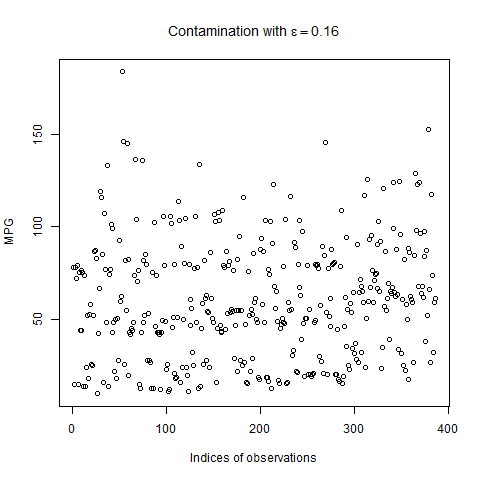 Contamination with ε = 0.16
MPG
150
100
50
0
100
200
300
400
Indices of observations